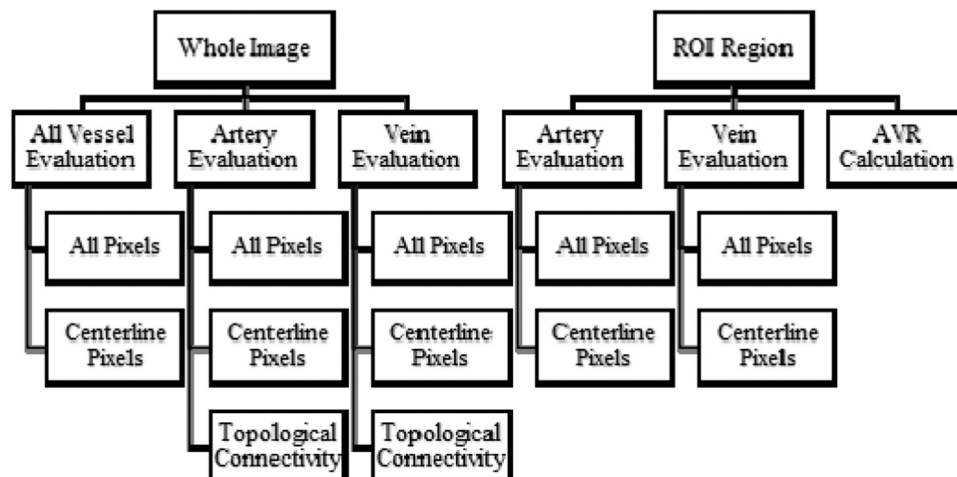 Whole Image
ROI Region
All Vessel
Evaluation
Artery
Evaluation
Vein
Evaluation
Artery
Evaluation
Vein
Evaluation
AVR
Calculation
All Pixels
All Pixels
All Pixels
All Pixels
All Pixels
Centerline
Pixels
Centerline
Pixels
Centerline
Pixels
Centerline
Pixels
Centerline
Pixels
Topological
Connectivity
Topological
Connectivity